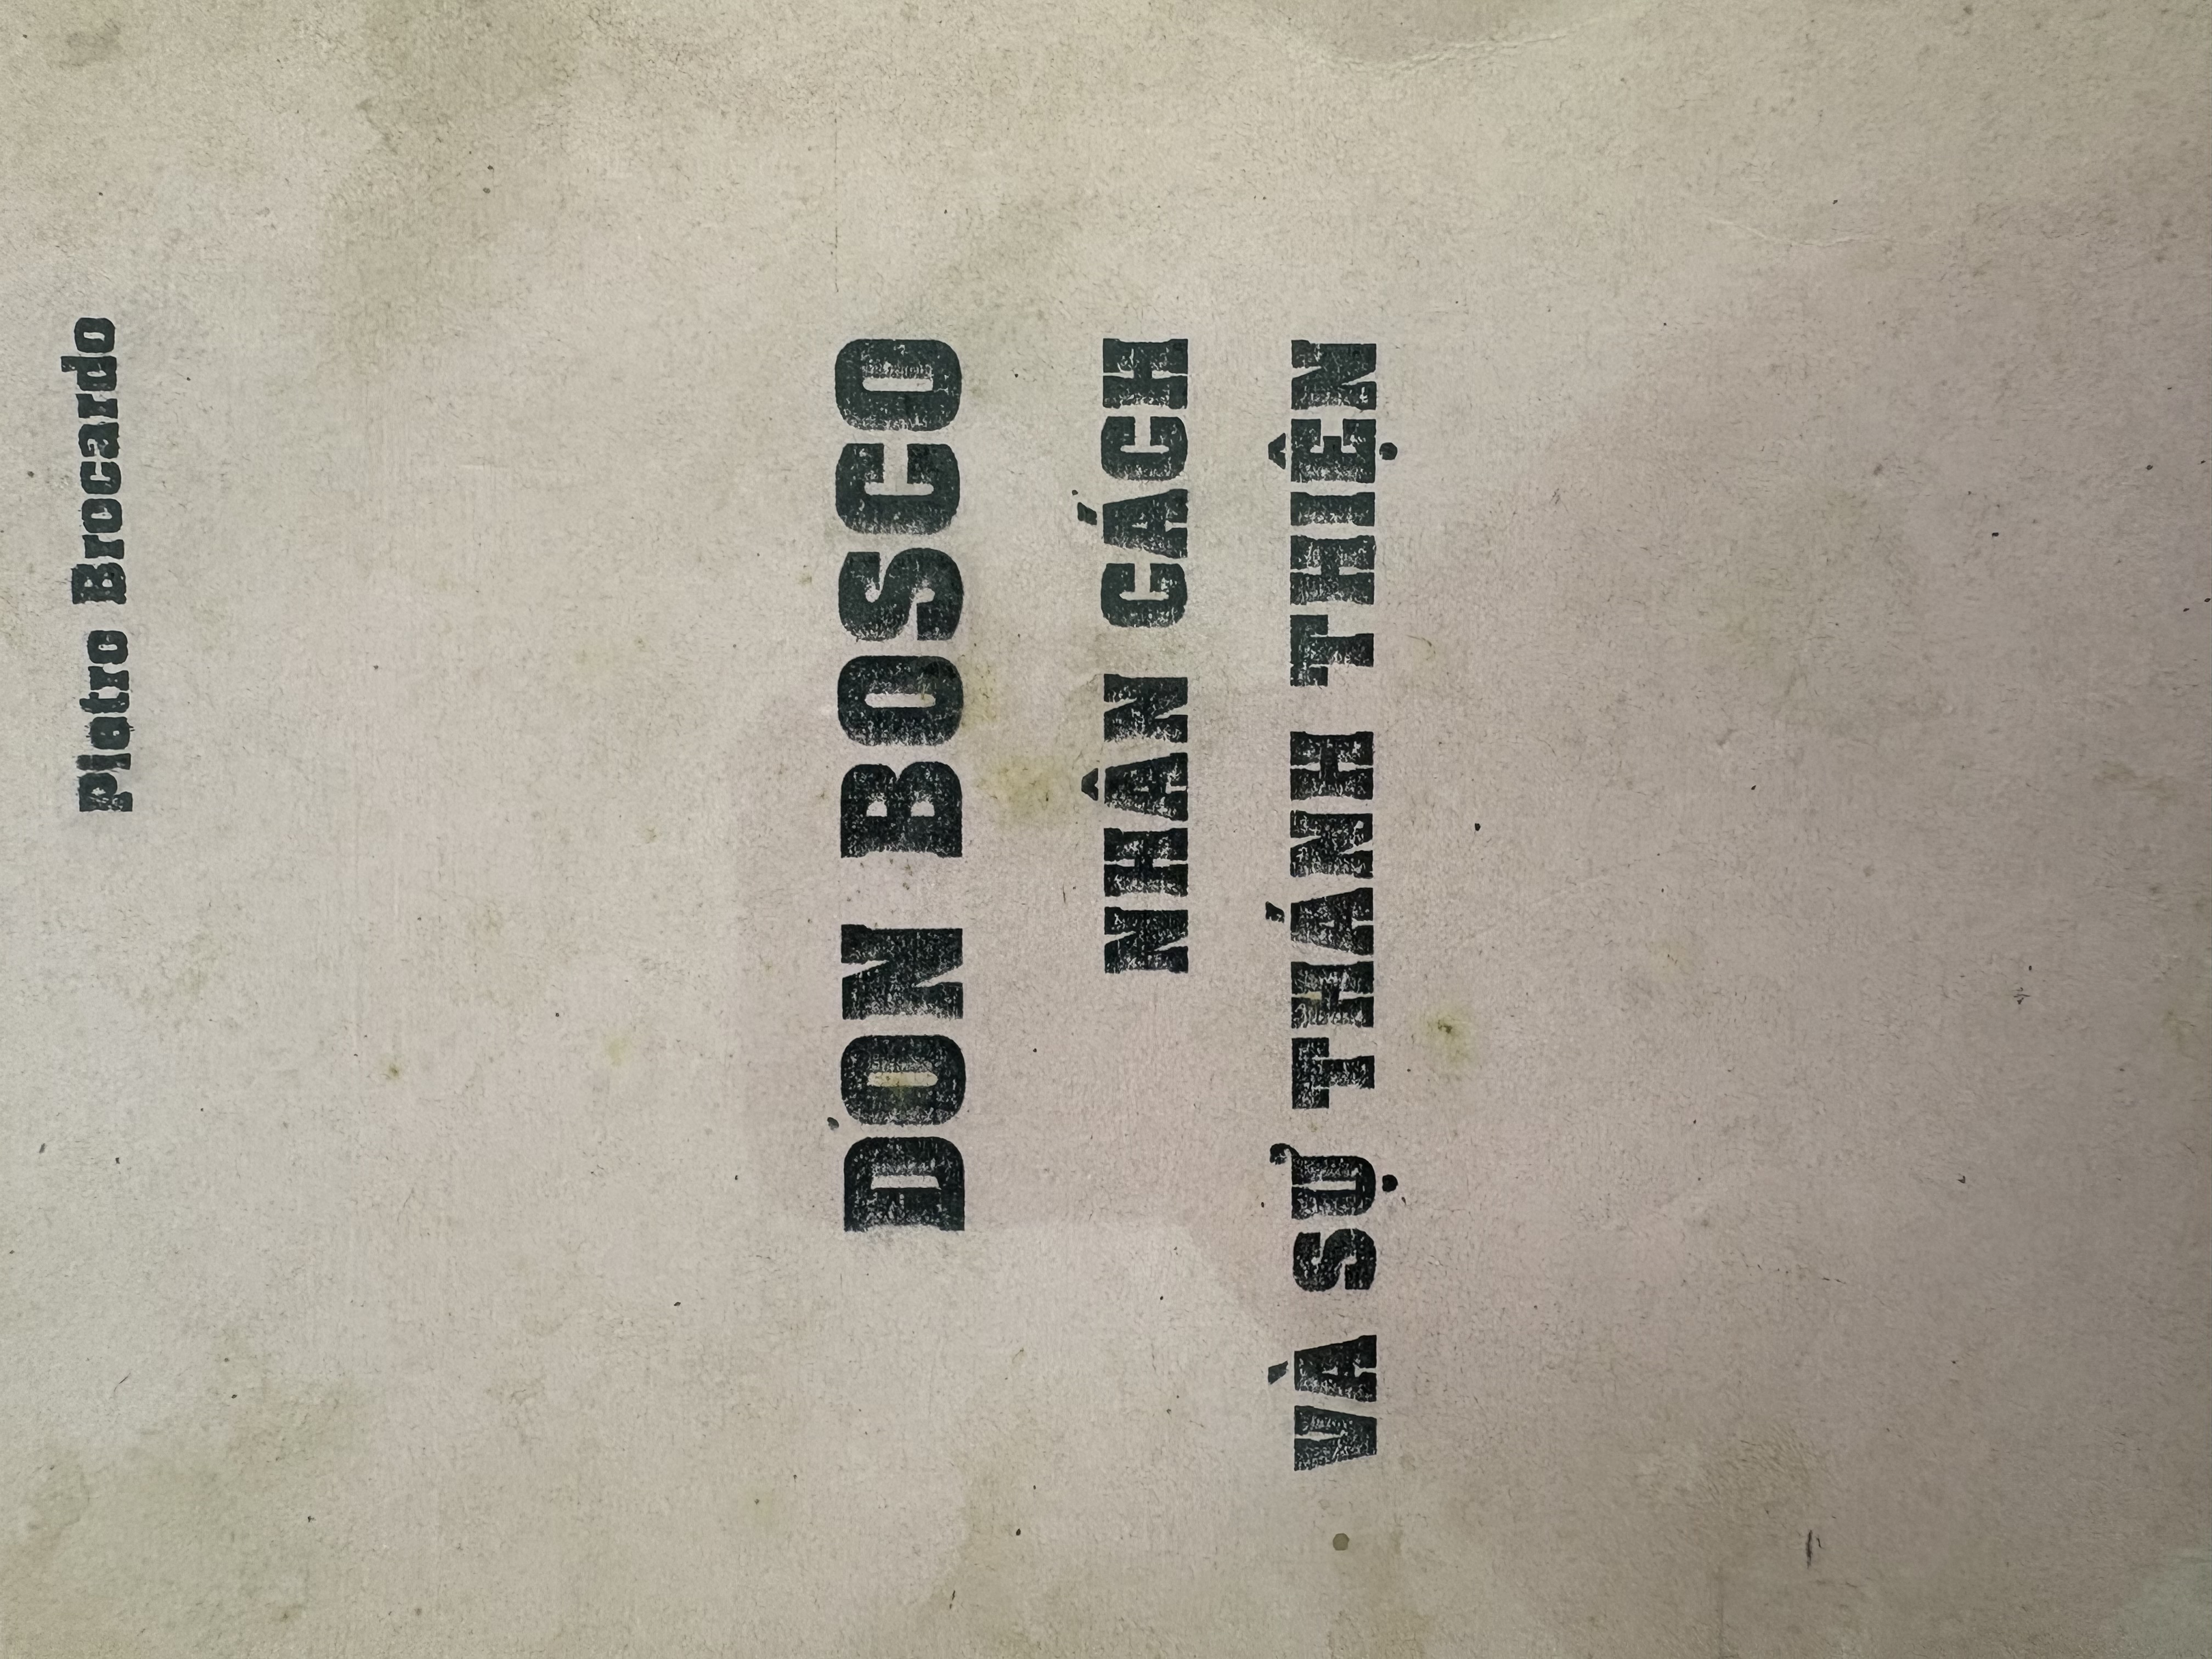 Pietro Brocardo
DON BOSCO
NHÂN CÁCH
VÀ SỰ THÁNH THIỆN